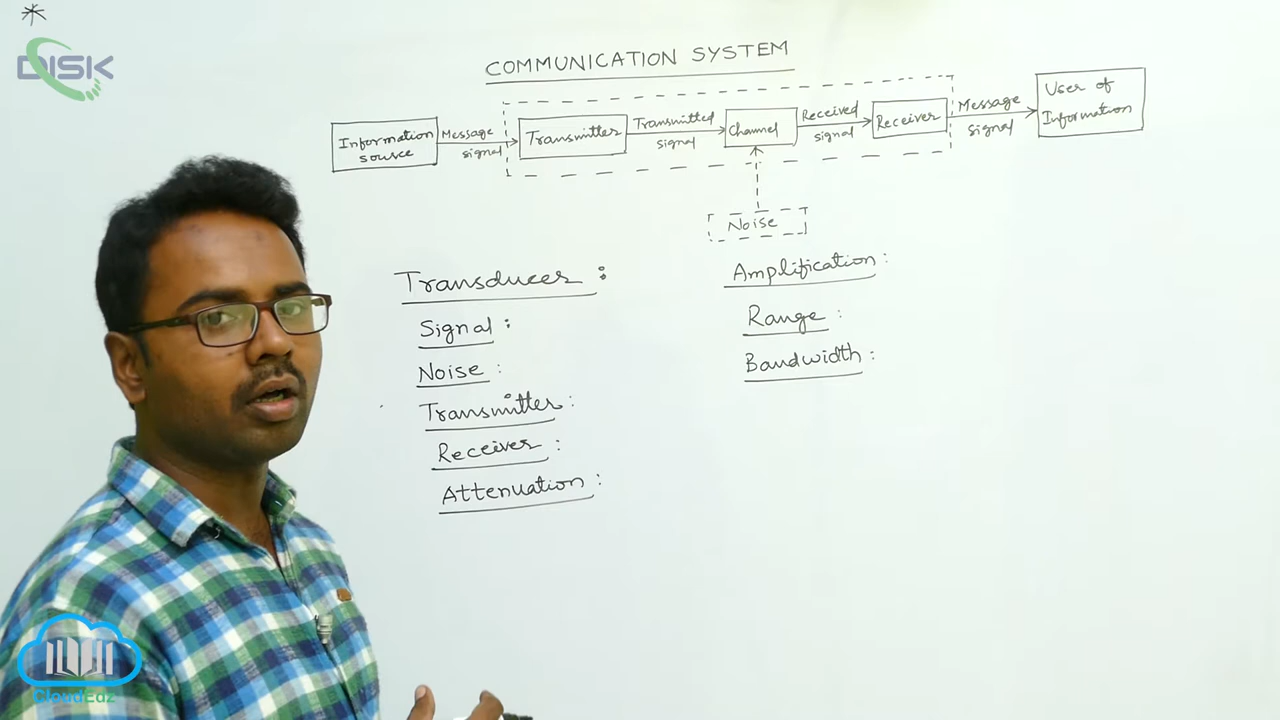 *
DISK
COMMUNICATION SYSTEM
Information source
Message signal
Transmitter
Transmitted signal
Channel
Received signal
Receiver
Message signal
User of Information
Noise
Transducer :
Signal :
Noise :
Transmitter :
Receiver :
Attenuation :
Amplification :
Range :
Bandwidth :
CloudEdz